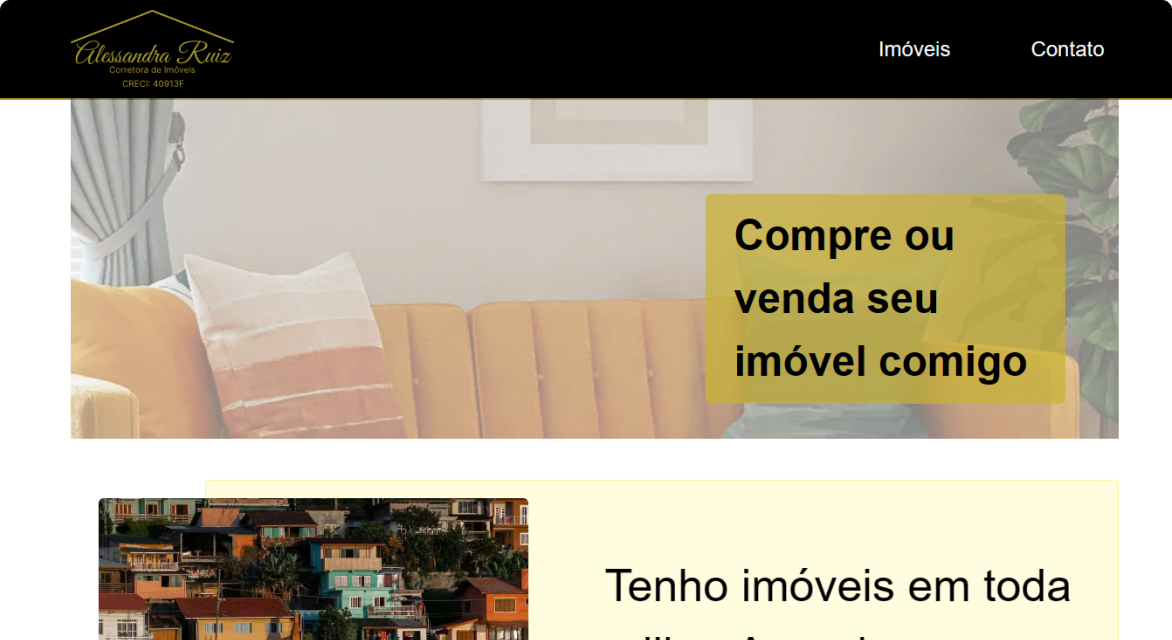 Alessandra Ruiz
Corretora de Imóveis
CRECI: 40913F
Imóveis
Contato
Compre ou
venda seu
imóvel comigo
Tenho imóveis em toda